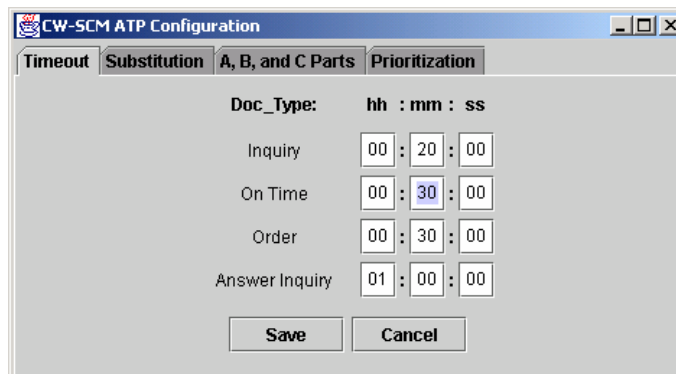 CW-SCM ATP Configuration
Timeout Substitution A, B, and C Parts Prioritization
Doc_Type: hh : mm : ss
Inquiry 00 : 20 : 00
On Time 00 : 30 : 00
Order 00 : 30 : 00
Answer Inquiry 01 : 00 : 00
Save Cancel